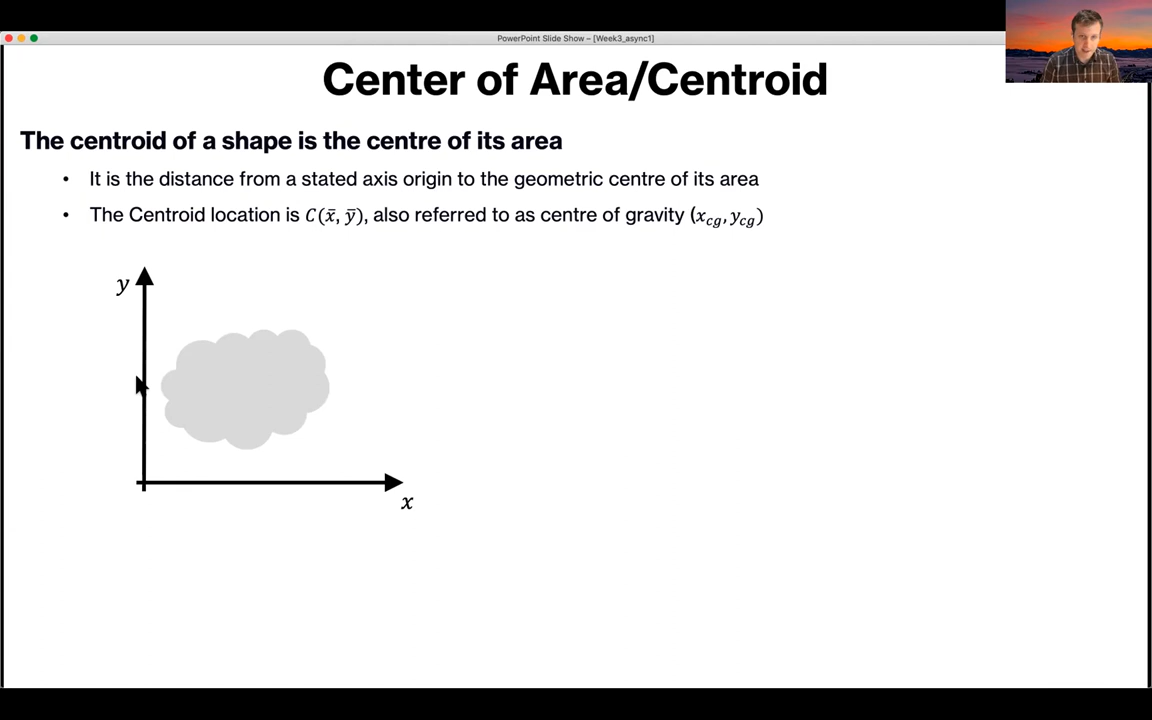 PowerPoint Slide Show – [Week3_async1]
Center of Area/Centroid
The centroid of a shape is the centre of its area
• It is the distance from a stated axis origin to the geometric centre of its area
• The Centroid location is C(x̄, ȳ), also referred to as centre of gravity (x_cg, y_cg)
y
x